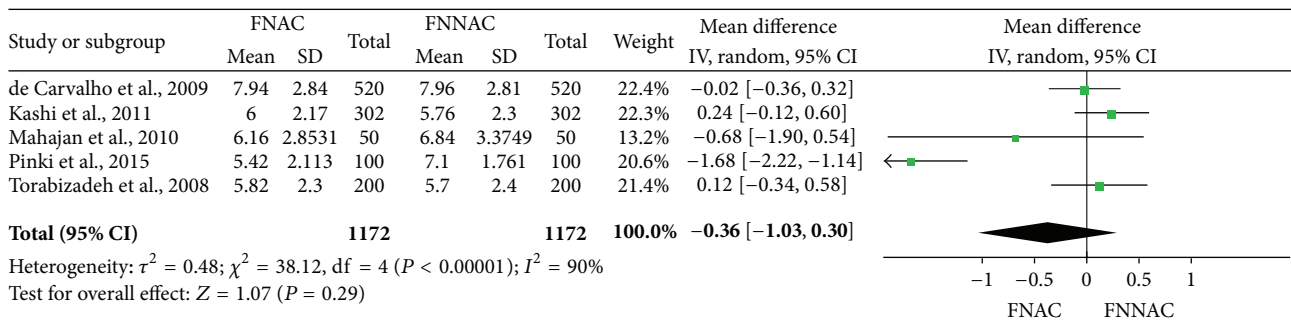 Study or subgroup FNAC Total FNNAC Total Weight Mean difference Mean difference
Mean SD Mean SD IV, random, 95% CI IV, random, 95% CI
de Carvalho et al., 2009 7.94 2.84 520 7.96 2.81 520 22.4% −0.02 [−0.36, 0.32]
Kashi et al., 2011 6 2.17 302 5.76 2.3 302 22.3% 0.24 [−0.12, 0.60]
Mahajan et al., 2010 6.16 2.8531 50 6.84 3.3749 50 13.2% −0.68 [−1.90, 0.54]
Pinki et al., 2015 5.42 2.113 100 7.1 1.761 100 20.6% −1.68 [−2.22, −1.14]
Torabizadeh et al., 2008 5.82 2.3 200 5.7 2.4 200 21.4% 0.12 [−0.34, 0.58]
Total (95% CI) 1172 1172 100.0% −0.36 [−1.03, 0.30]
Heterogeneity: τ² = 0.48; χ² = 38.12, df = 4 (P < 0.00001); I² = 90%
Test for overall effect: Z = 1.07 (P = 0.29)
−1 −0.5 0 0.5 1
FNAC FNNAC